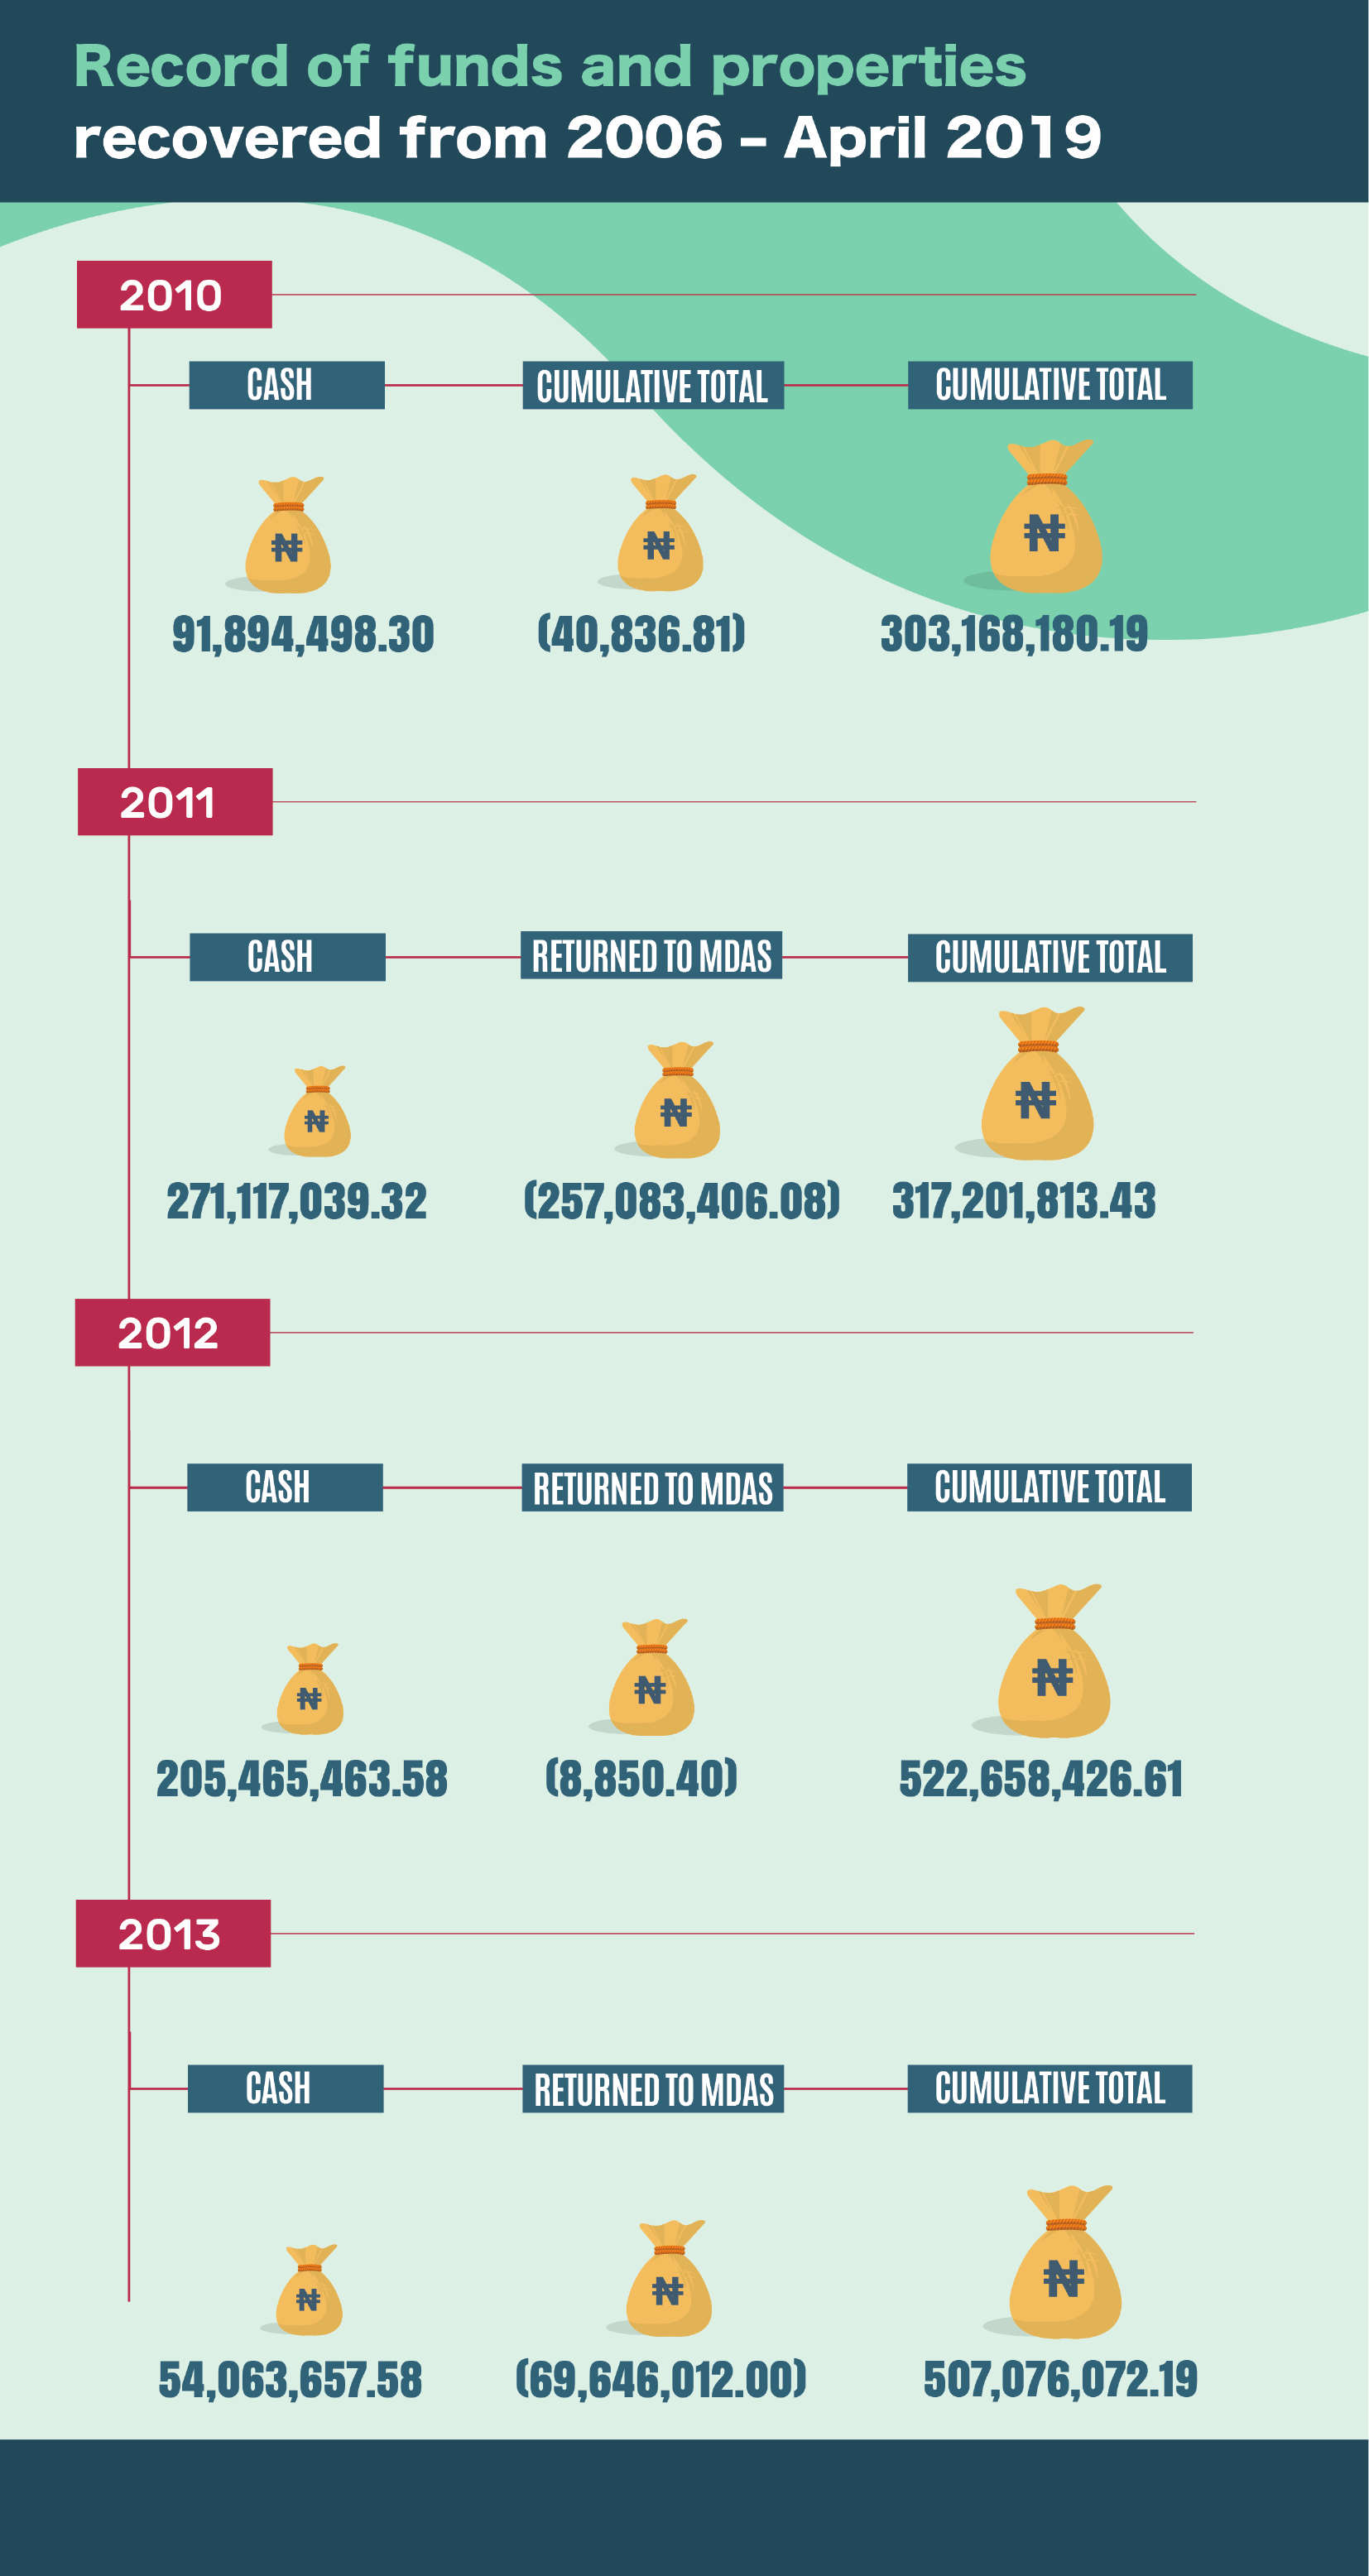 Record of funds and properties
recovered from 2006 – April 2019
2010
CASH
CUMULATIVE TOTAL
CUMULATIVE TOTAL
₦
₦
₦
91,894,498.30
(40,836.81)
303,168,180.19
2011
CASH
RETURNED TO MDAS
CUMULATIVE TOTAL
₦
₦
₦
271,117,039.32
(257,083,406.08)
317,201,813.43
2012
CASH
RETURNED TO MDAS
CUMULATIVE TOTAL
₦
₦
₦
205,465,463.58
(8,850.40)
522,658,426.61
2013
CASH
RETURNED TO MDAS
CUMULATIVE TOTAL
₦
₦
₦
54,063,657.58
(69,646,012.00)
507,076,072.19